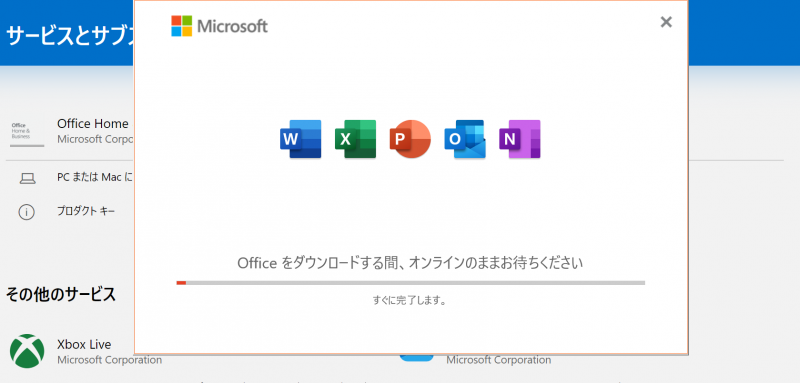 サービスとサブス
Microsoft
Office Home
Microsoft Corpo
Office
Home &
Business
W X P O N
PC または Mac に
プロダクト キー
Office をダウンロードする間、オンラインのままお待ちください
すぐに完了します。
その他のサービス
Xbox Live
Microsoft Corporation
Microsoft Corporation